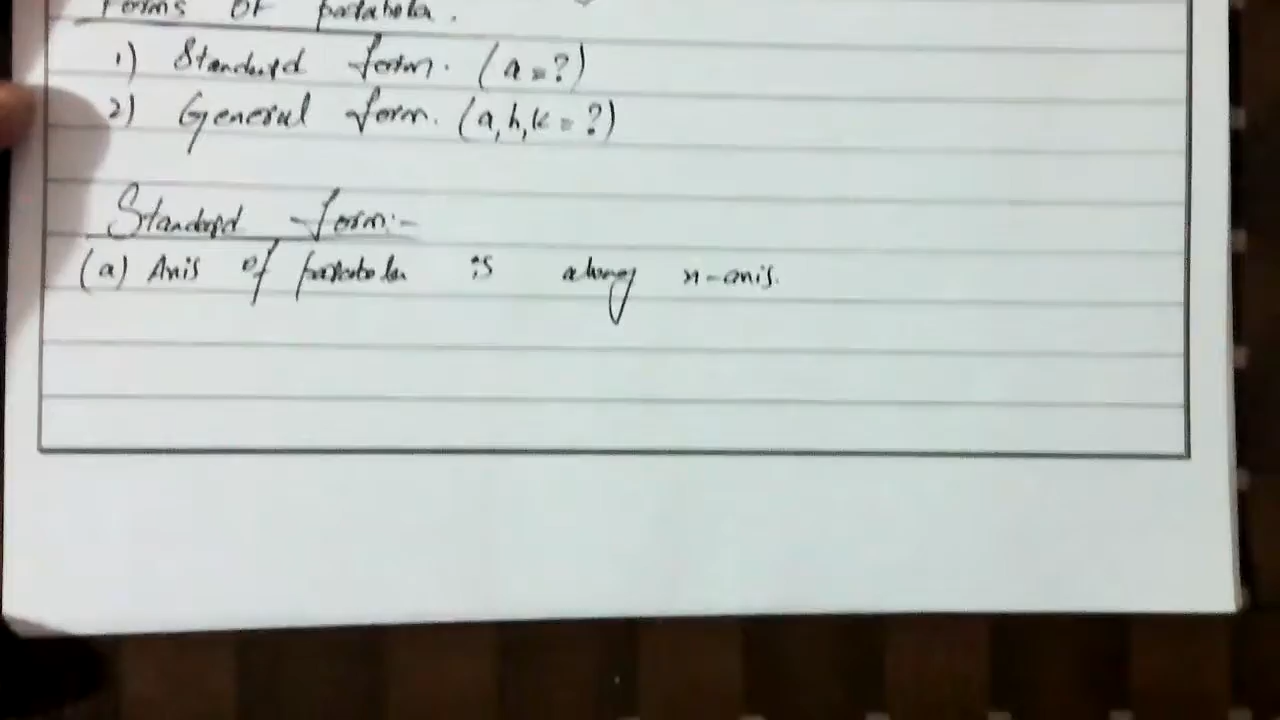 Forms of parabola.
1) Standard form. (a = ?)
2) General form. (a, h, k = ?)
Standard form:-
(a) Axis of parabola is along x-axis.